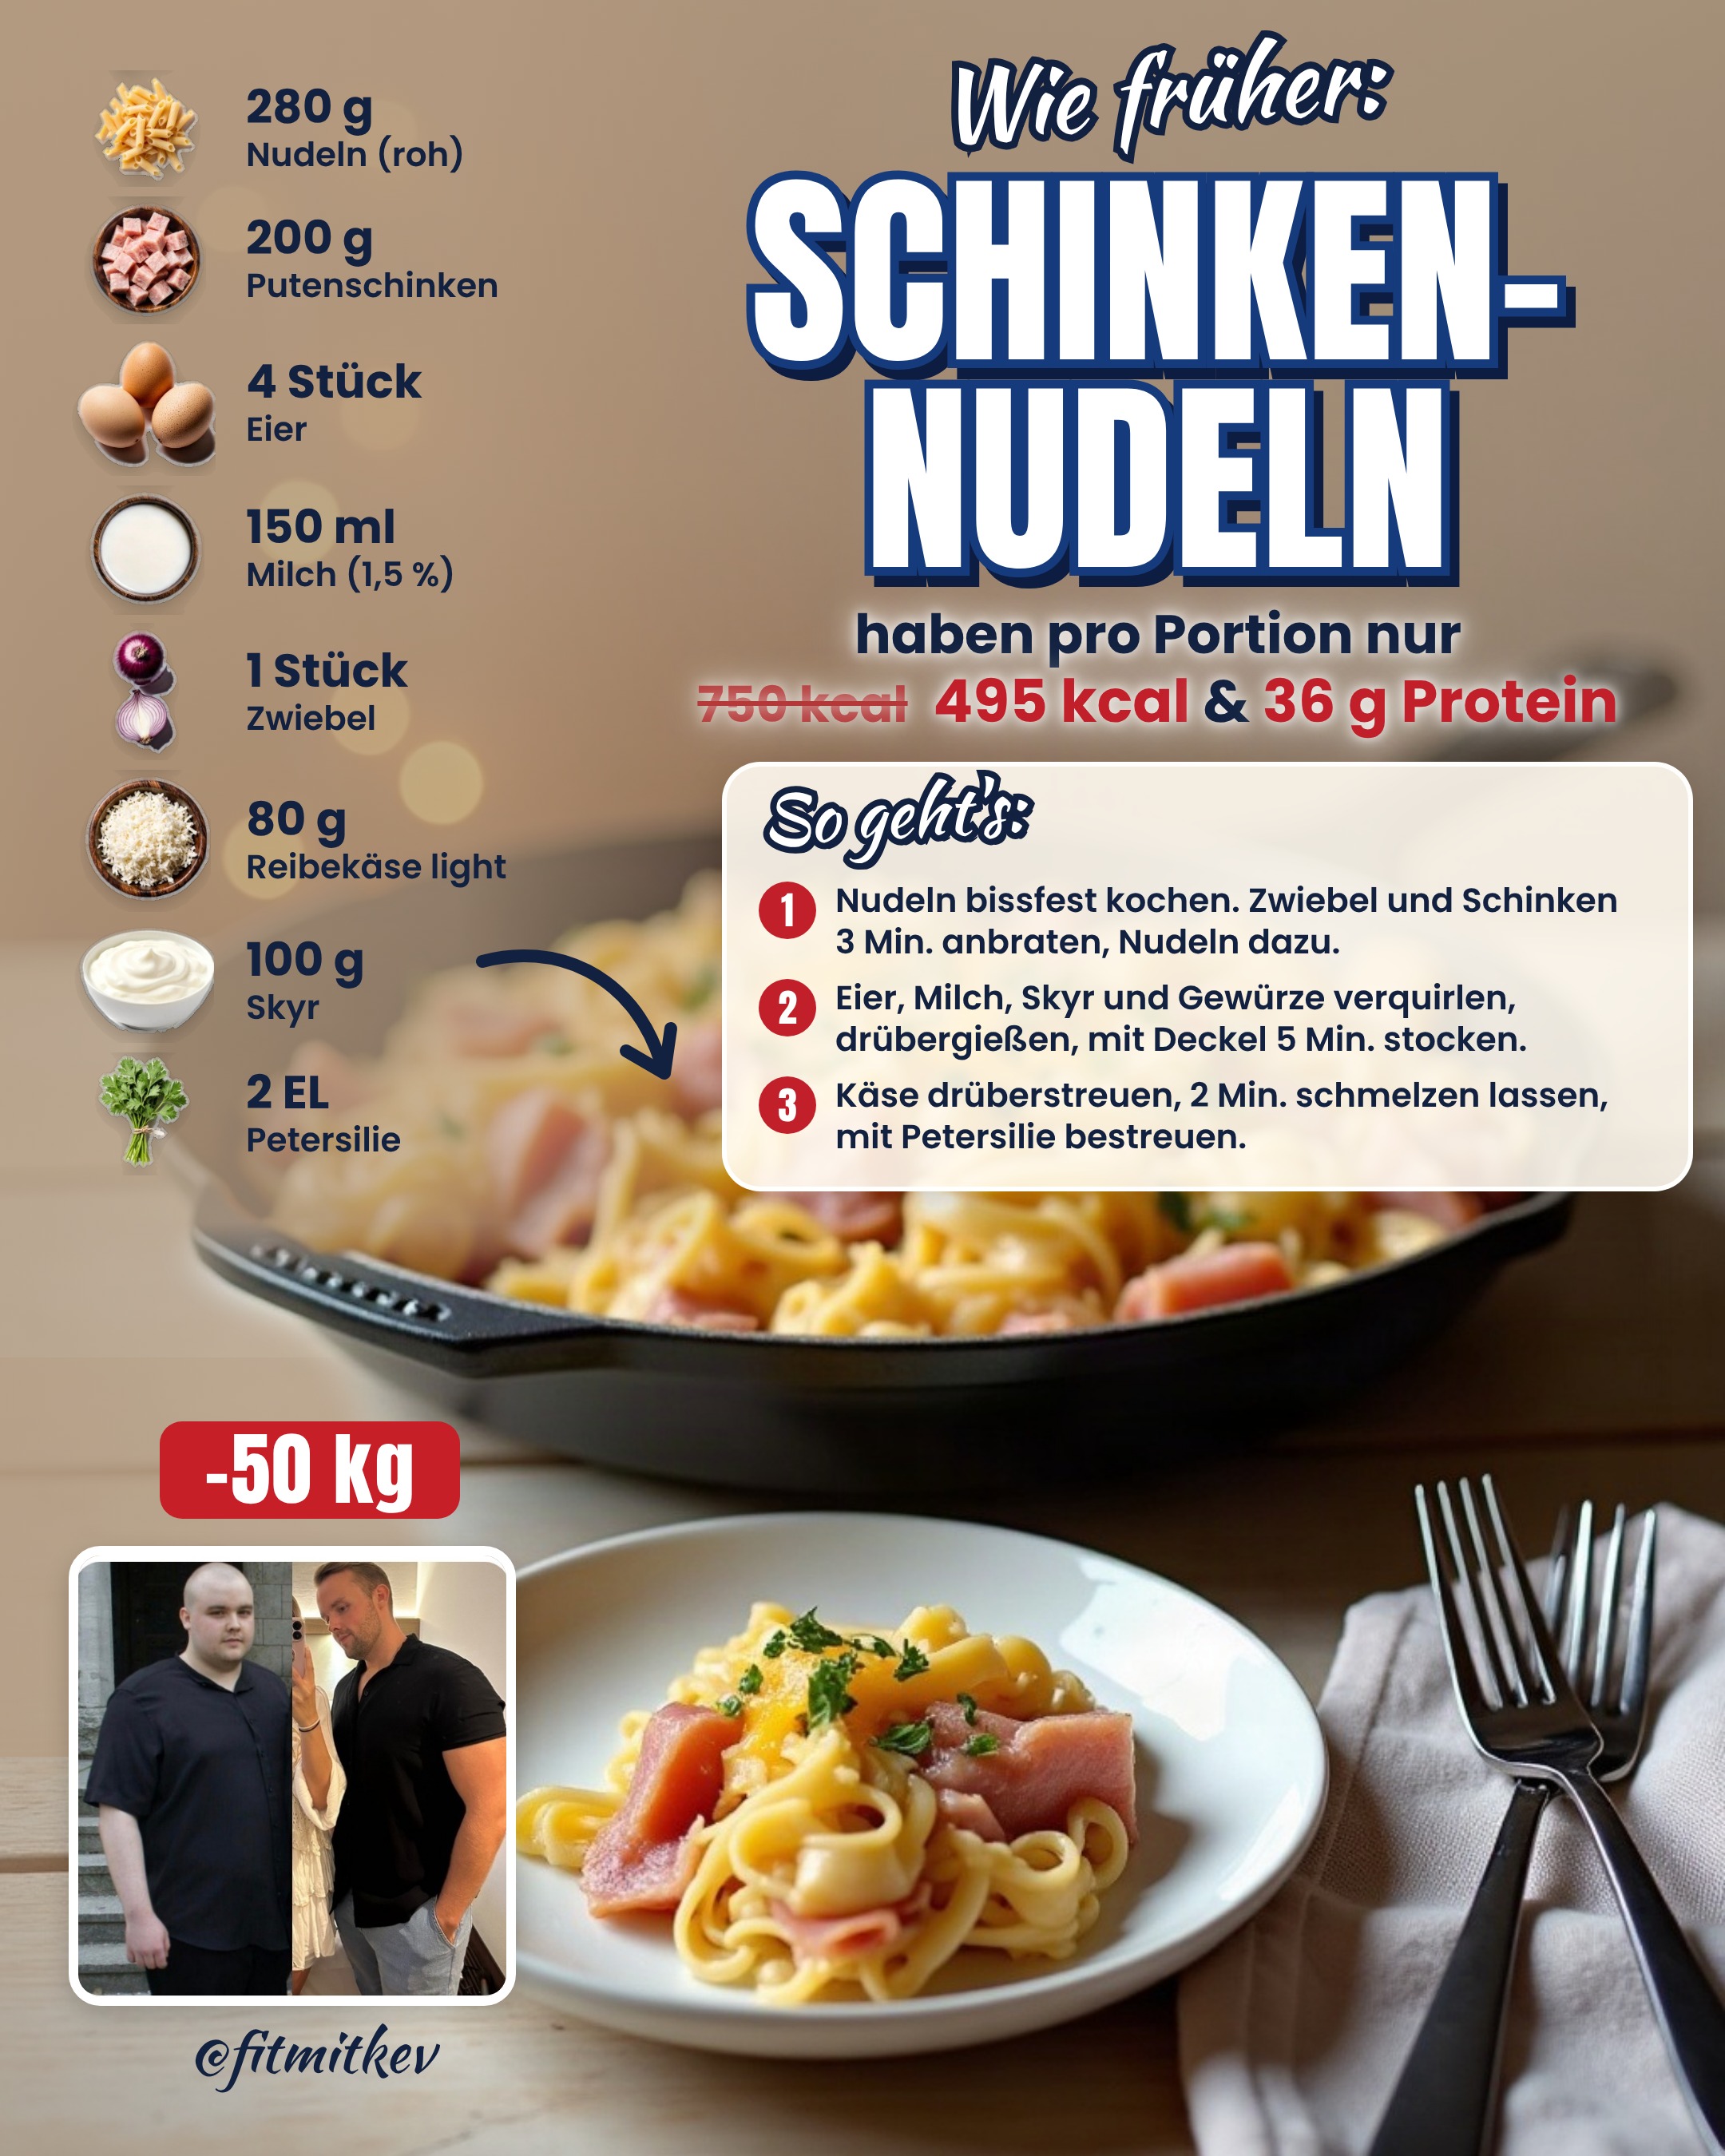 Wie früher:
SCHINKEN-
NUDELN
haben pro Portion nur
750 kcal 495 kcal & 36 g Protein
280 g
Nudeln (roh)
200 g
Putenschinken
4 Stück
Eier
150 ml
Milch (1,5 %)
1 Stück
Zwiebel
80 g
Reibekäse light
100 g
Skyr
2 EL
Petersilie
So geht's:
1 Nudeln bissfest kochen. Zwiebel und Schinken
3 Min. anbraten, Nudeln dazu.
2 Eier, Milch, Skyr und Gewürze verquirlen,
drübergießen, mit Deckel 5 Min. stocken.
3 Käse drüberstreuen, 2 Min. schmelzen lassen,
mit Petersilie bestreuen.
-50 kg
@fitmitkev